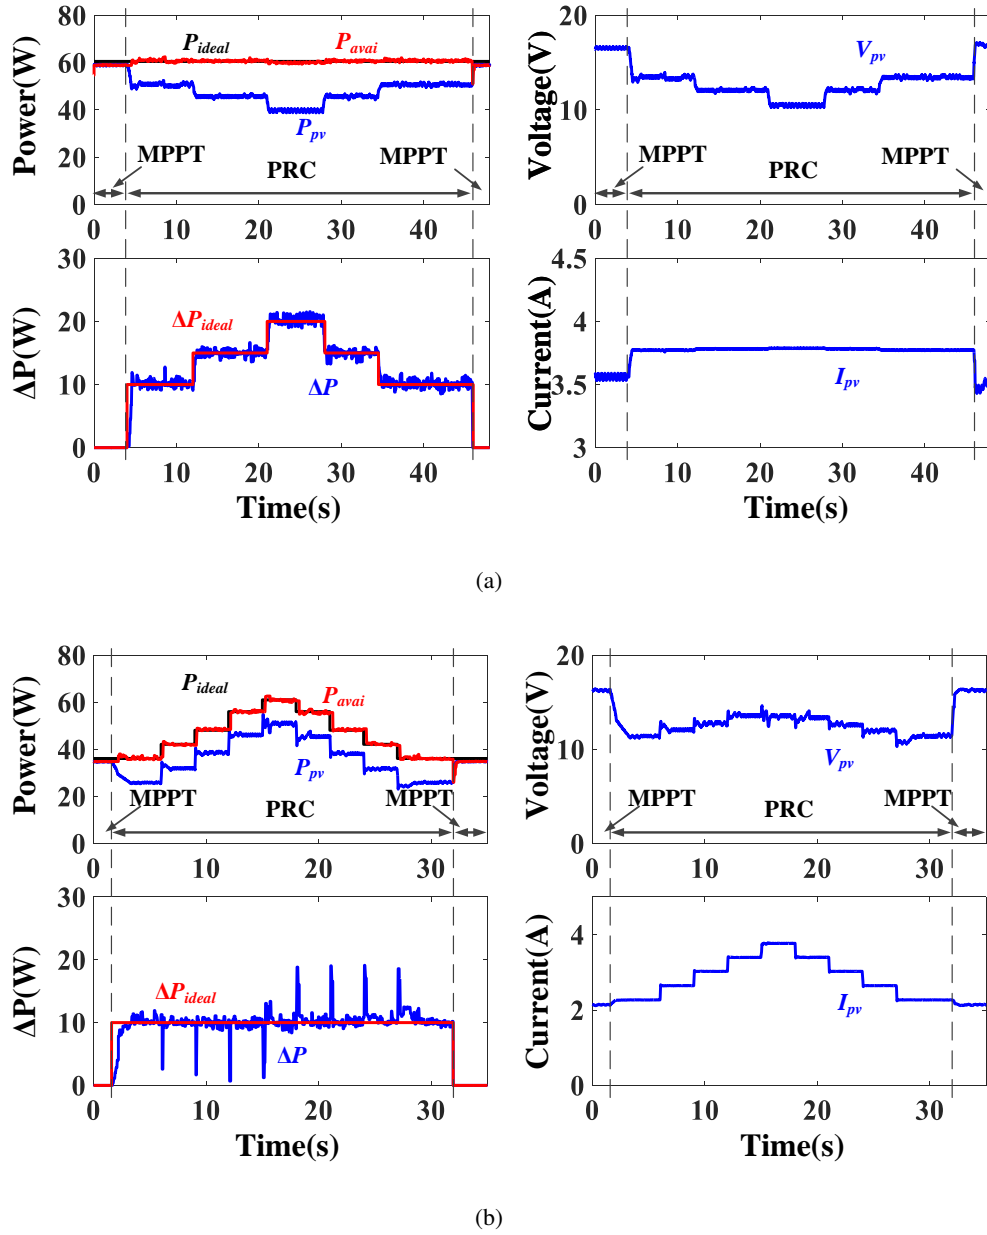 Power(W)
80
60
40
20
0
P_ideal
P_avai
P_pv
MPPT
PRC
MPPT
0 10 20 30 40
Voltage(V)
20
10
0
V_pv
MPPT
PRC
MPPT
0 10 20 30 40
ΔP(W)
30
20
10
0
ΔP_ideal
ΔP
0 10 20 30 40
Time(s)
Current(A)
4.5
4
3.5
3
I_pv
0 10 20 30 40
Time(s)
(a)
Power(W)
80
60
40
20
0
P_ideal
P_avai
P_pv
MPPT
PRC
MPPT
0 10 20 30
Voltage(V)
20
10
0
V_pv
MPPT
PRC
MPPT
0 10 20 30
ΔP(W)
30
20
10
0
ΔP_ideal
ΔP
0 10 20 30
Time(s)
Current(A)
4
2
0
I_pv
0 10 20 30
Time(s)
(b)